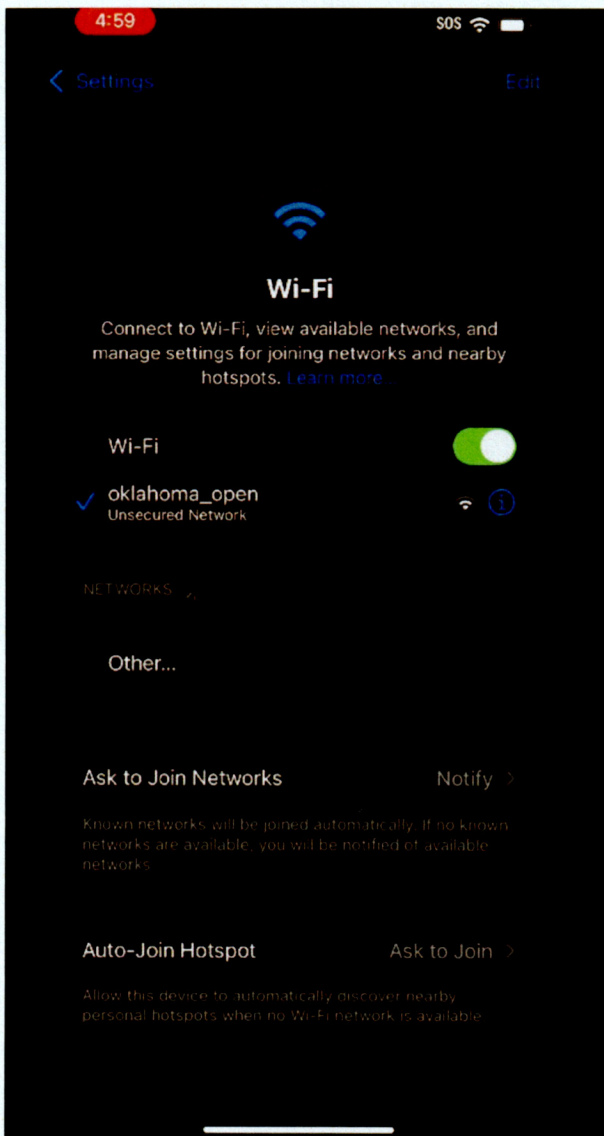 4:59 SOS
Settings Edit
Wi-Fi
Connect to Wi-Fi, view available networks, and
manage settings for joining networks and nearby
hotspots. Learn more...
Wi-Fi
oklahoma_open
Unsecured Network
NETWORKS
Other...
Ask to Join Networks Notify
Known networks will be joined automatically. If no known
networks are available, you will be notified of available
networks.
Auto-Join Hotspot Ask to Join
Allow this device to automatically discover nearby
personal hotspots when no Wi-Fi network is available.